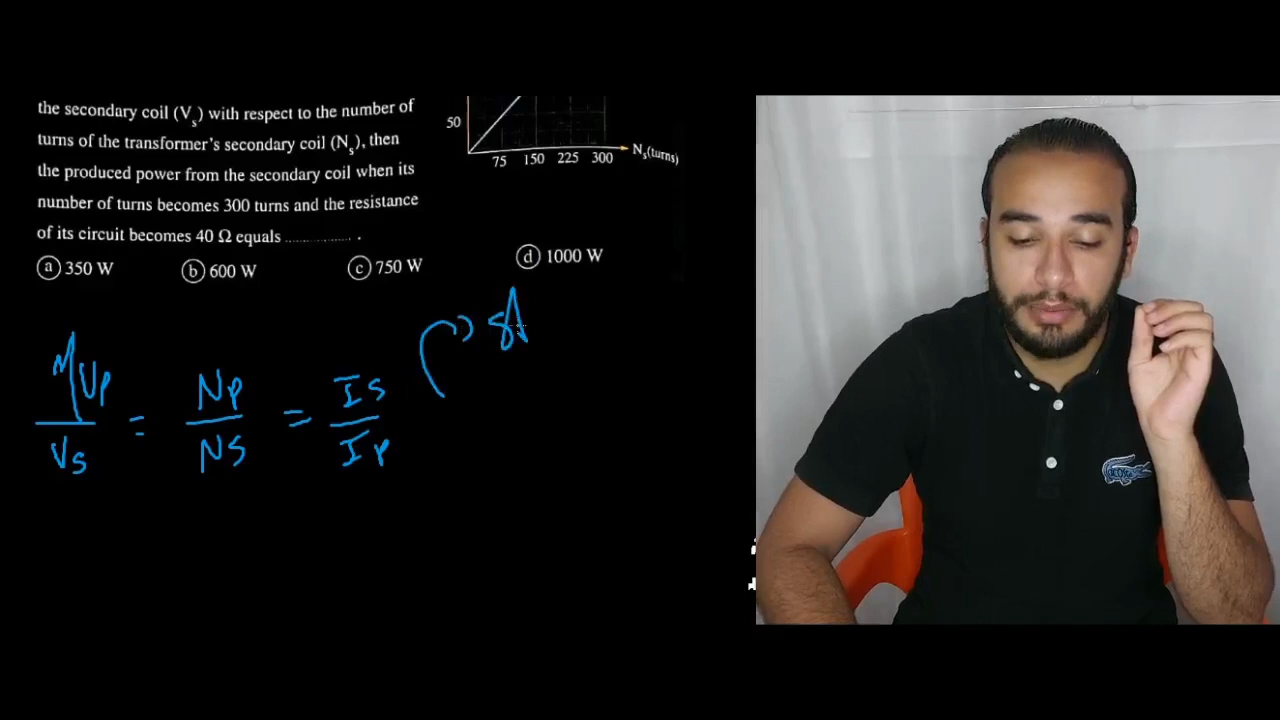 the secondary coil (Vs) with respect to the number of
turns of the transformer's secondary coil (Ns), then
the produced power from the secondary coil when its
number of turns becomes 300 turns and the resistance
of its circuit becomes 40 Ω equals .................. .
50
75 150 225 300 Ns(turns)
a 350 W b 600 W c 750 W d 1000 W
ηVP/VS = NP/NS = IS/IP